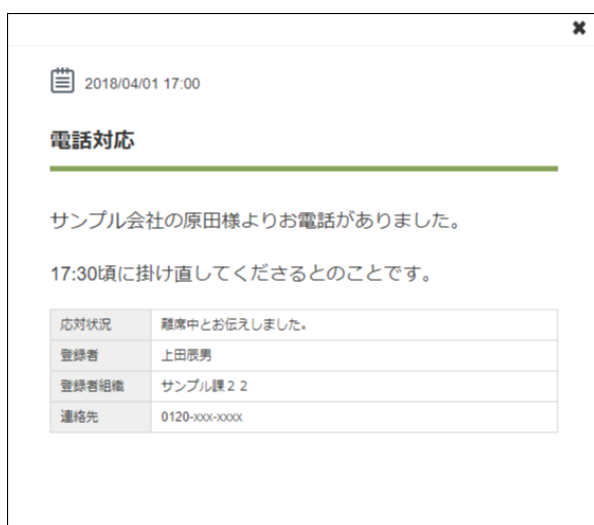 2018/04/01 17:00
電話対応
サンプル会社の原田様よりお電話がありました。
17:30頃に掛け直してくださるとのことです。
応対状況 離席中とお伝えしました。
登録者 上田辰男
登録者組織 サンプル課２２
連絡先 0120-xxx-xxxx